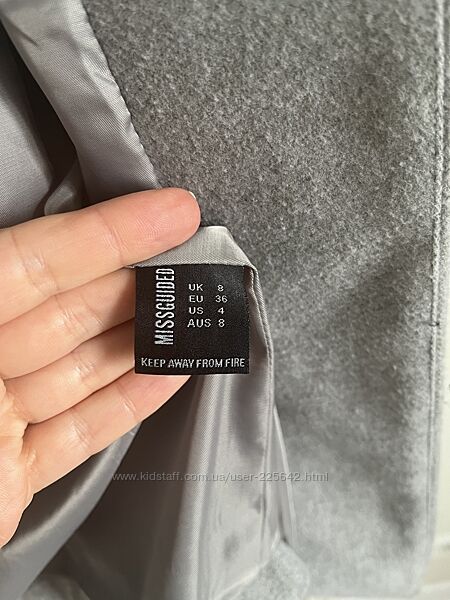 MISSGUIDED
UK 8
EU 36
US 4
AUS 8
KEEP AWAY FROM FIRE
www.kidstaff.com.ua/user-225642.html